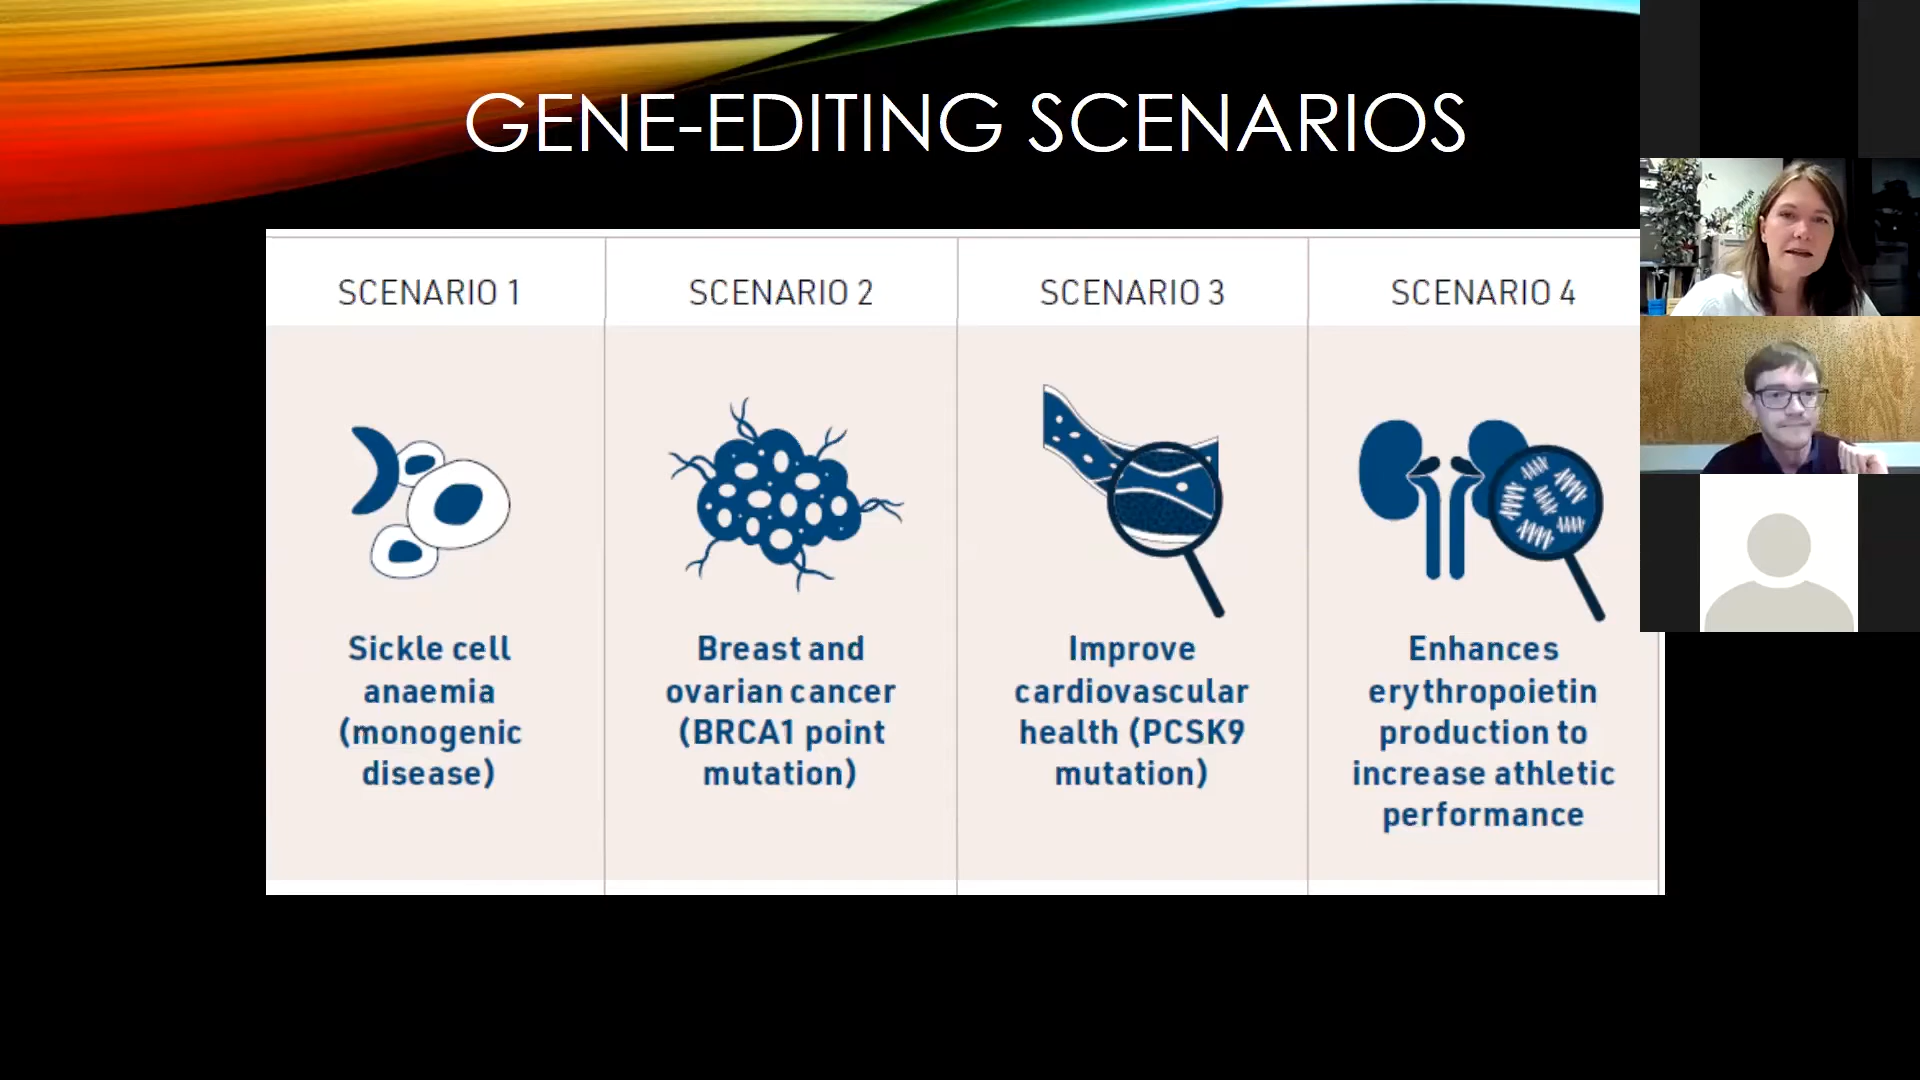 GENE-EDITING SCENARIOS
SCENARIO 1
Sickle cell
anaemia
(monogenic
disease)
SCENARIO 2
Breast and
ovarian cancer
(BRCA1 point
mutation)
SCENARIO 3
Improve
cardiovascular
health (PCSK9
mutation)
SCENARIO 4
Enhances
erythropoietin
production to
increase athletic
performance